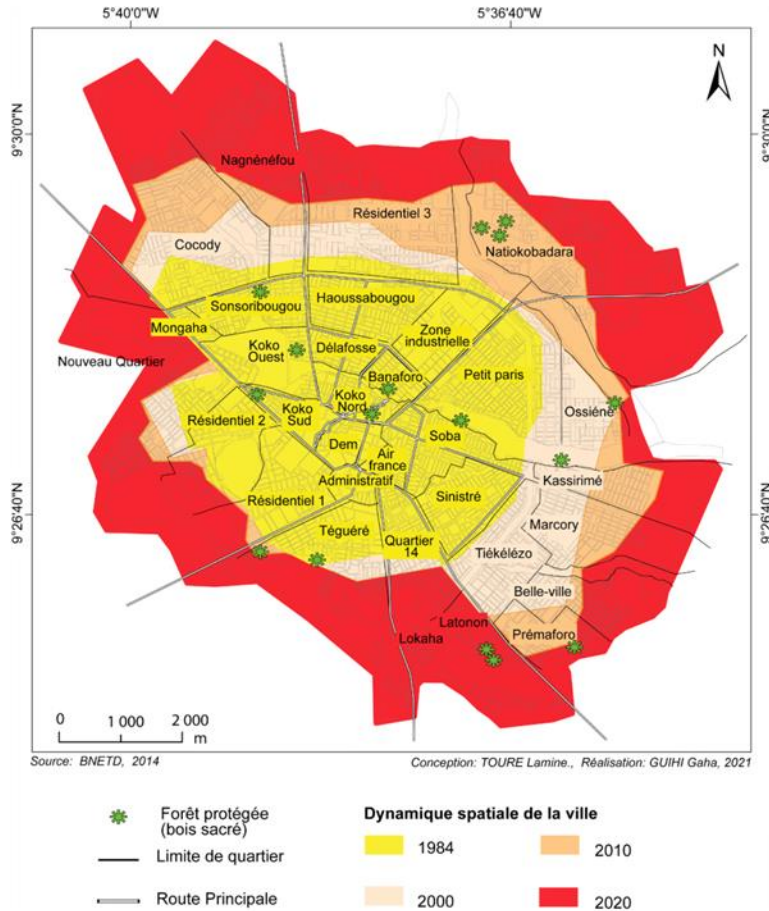 5°40'0"W
5°36'40"W
N
9°30'0"N
9°30'0"N
Nagnénéfou
Résidentiel 3
Natiokobadara
Cocody
Sonsoribougou
Haoussabougou
Mongaha
Zone
industrielle
Koko
Ouest
Délafosse
Nouveau Quartier
Banaforo
Petit paris
Koko
Nord
Ossiéné
Résidentiel 2
Koko
Sud
Soba
Dem
Air
france
Kassirimé
Administratif
Sinistré
9°26'40"N
9°26'40"N
Résidentiel 1
Marcory
Téguéré
Quartier
14
Tiékélézo
Belle-ville
Latonon
Prémaforo
Lokaha
0 1 000 2 000
m
Source: BNETD, 2014
Conception: TOURE Lamine., Réalisation: GUIHI Gaha, 2021
Forêt protégée
(bois sacré)
Limite de quartier
Route Principale
Dynamique spatiale de la ville
1984
2010
2000
2020